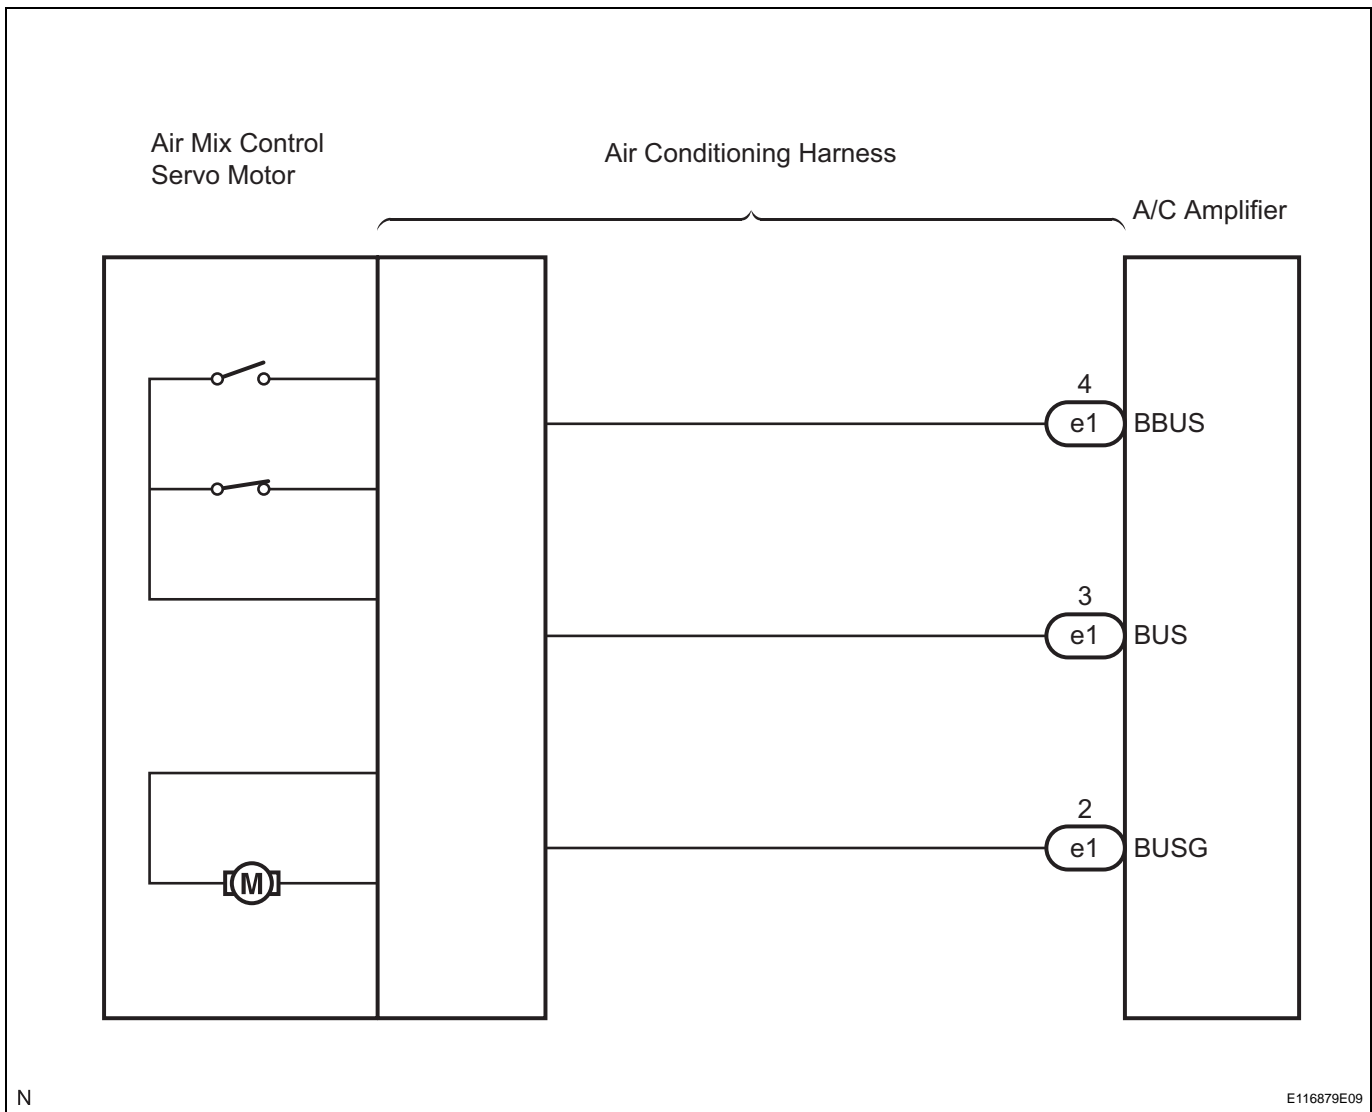 Air Mix Control
Servo Motor
Air Conditioning Harness
A/C Amplifier
4
e1
BBUS
3
e1
BUS
2
e1
BUSG
M
N
E116879E09